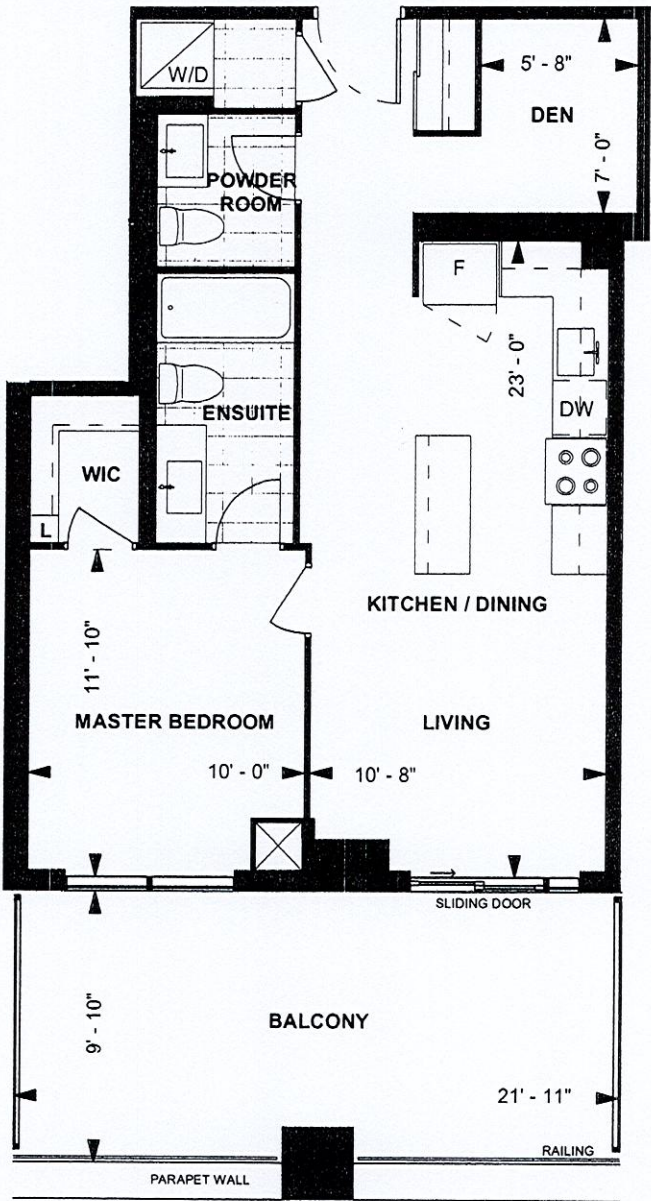 W/D
5' - 8"
DEN
7' - 0"
POWDER
ROOM
F
23' - 0"
DW
ENSUITE
WIC
L
KITCHEN / DINING
11' - 10"
MASTER BEDROOM
LIVING
10' - 0"
10' - 8"
SLIDING DOOR
9' - 10"
BALCONY
21' - 11"
RAILING
PARAPET WALL